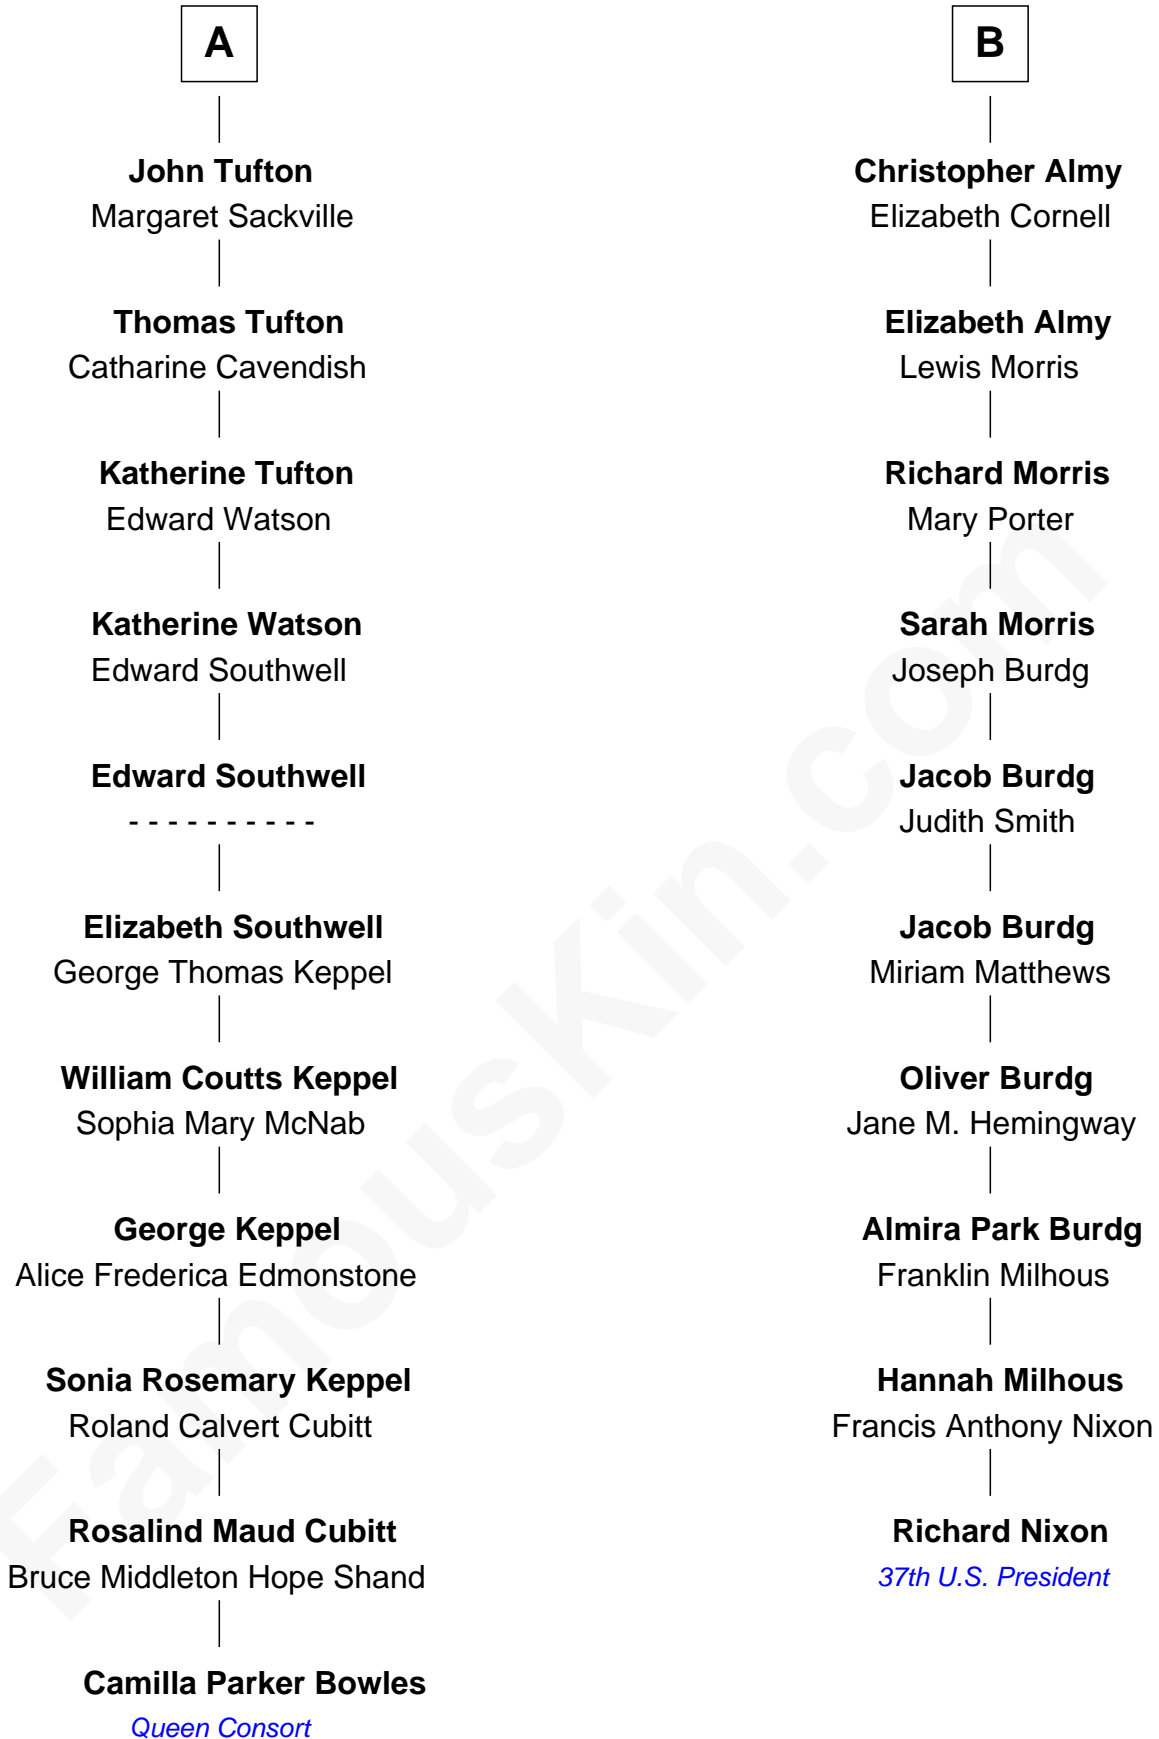 A
John Tufton
Margaret Sackville
Thomas Tufton
Catharine Cavendish
Katherine Tufton
Edward Watson
Katherine Watson
Edward Southwell
Edward Southwell
- - - - - - - - - -
Elizabeth Southwell
George Thomas Keppel
William Coutts Keppel
Sophia Mary McNab
George Keppel
Alice Frederica Edmonstone
Sonia Rosemary Keppel
Roland Calvert Cubitt
Rosalind Maud Cubitt
Bruce Middleton Hope Shand
Camilla Parker Bowles
Queen Consort
B
Christopher Almy
Elizabeth Cornell
Elizabeth Almy
Lewis Morris
Richard Morris
Mary Porter
Sarah Morris
Joseph Burdg
Jacob Burdg
Judith Smith
Jacob Burdg
Miriam Matthews
Oliver Burdg
Jane M. Hemingway
Almira Park Burdg
Franklin Milhous
Hannah Milhous
Francis Anthony Nixon
Richard Nixon
37th U.S. President
FamousKin.com